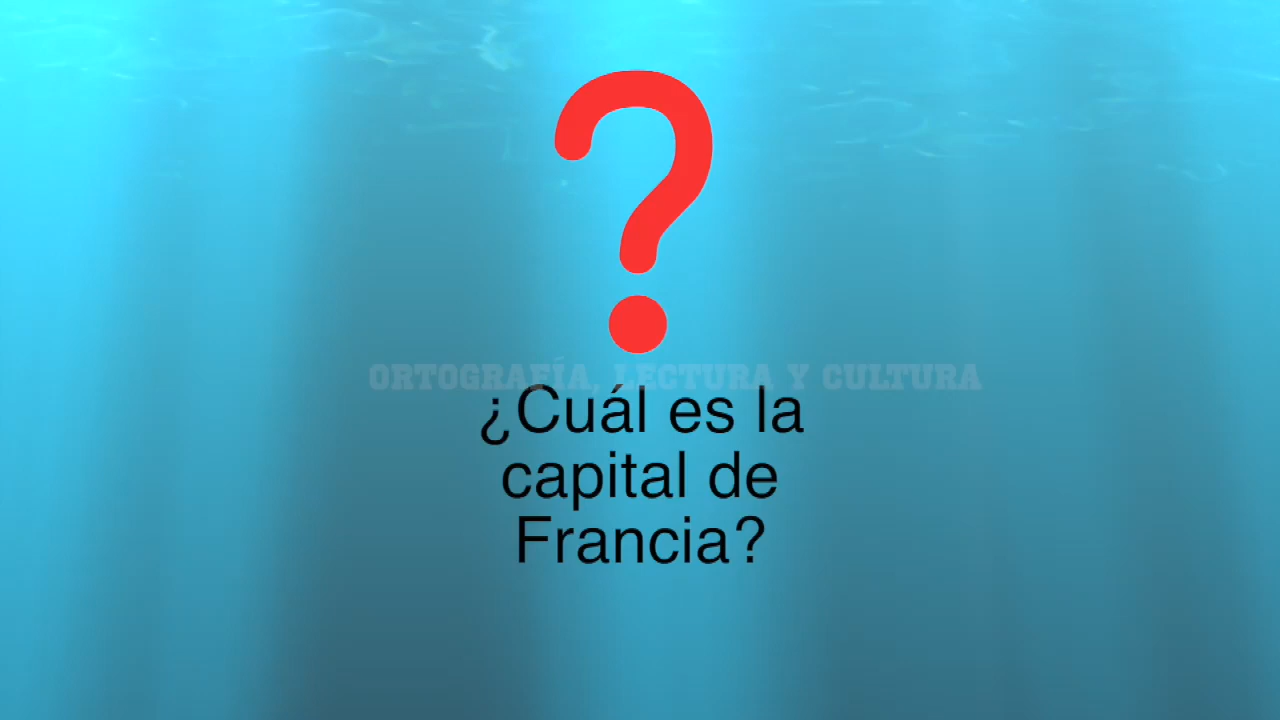 ?
ORTOGRAFÍA, LECTURA Y CULTURA
¿Cuál es la
capital de
Francia?